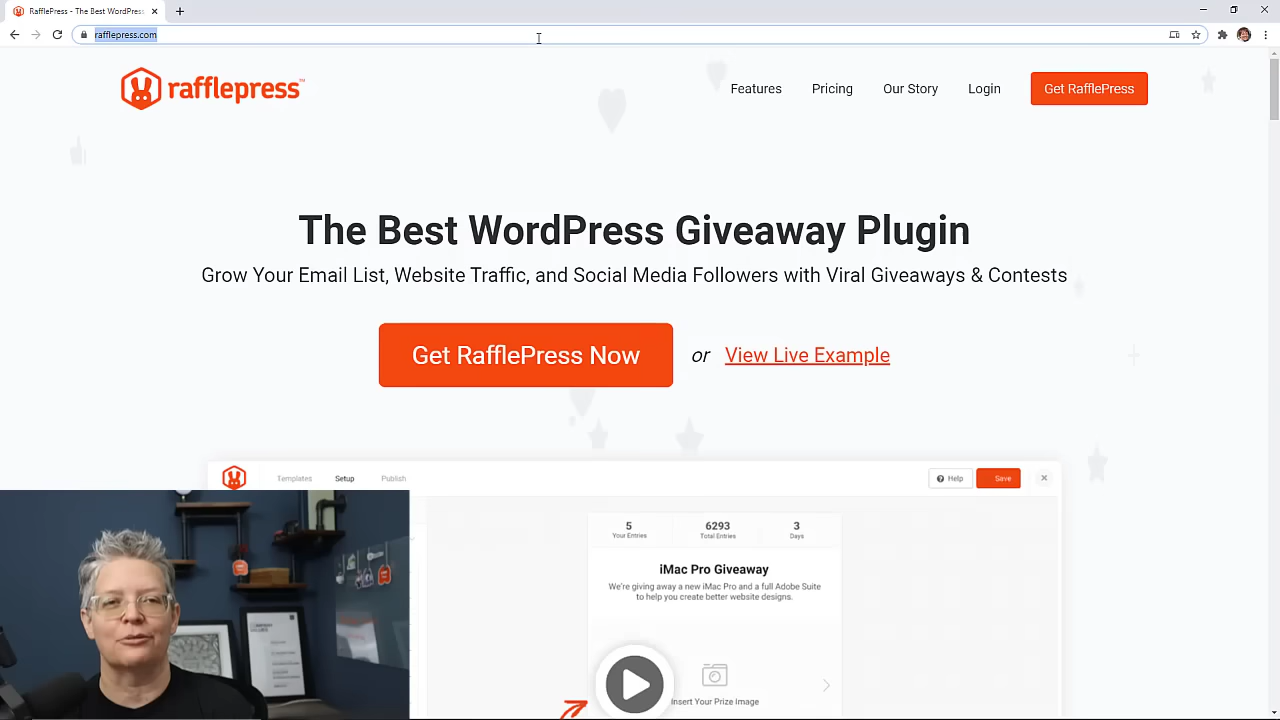 RafflePress - The Best WordPress
rafflepress.com
rafflepress™
Features
Pricing
Our Story
Login
Get RafflePress
The Best WordPress Giveaway Plugin
Grow Your Email List, Website Traffic, and Social Media Followers with Viral Giveaways & Contests
Get RafflePress Now
or
View Live Example
Templates
Setup
Publish
Help
Save
5
Your Entries
6293
Total Entries
3
Days
iMac Pro Giveaway
We're giving away a new iMac Pro and a full Adobe Suite
to help you create better website designs.
Insert Your Prize Image